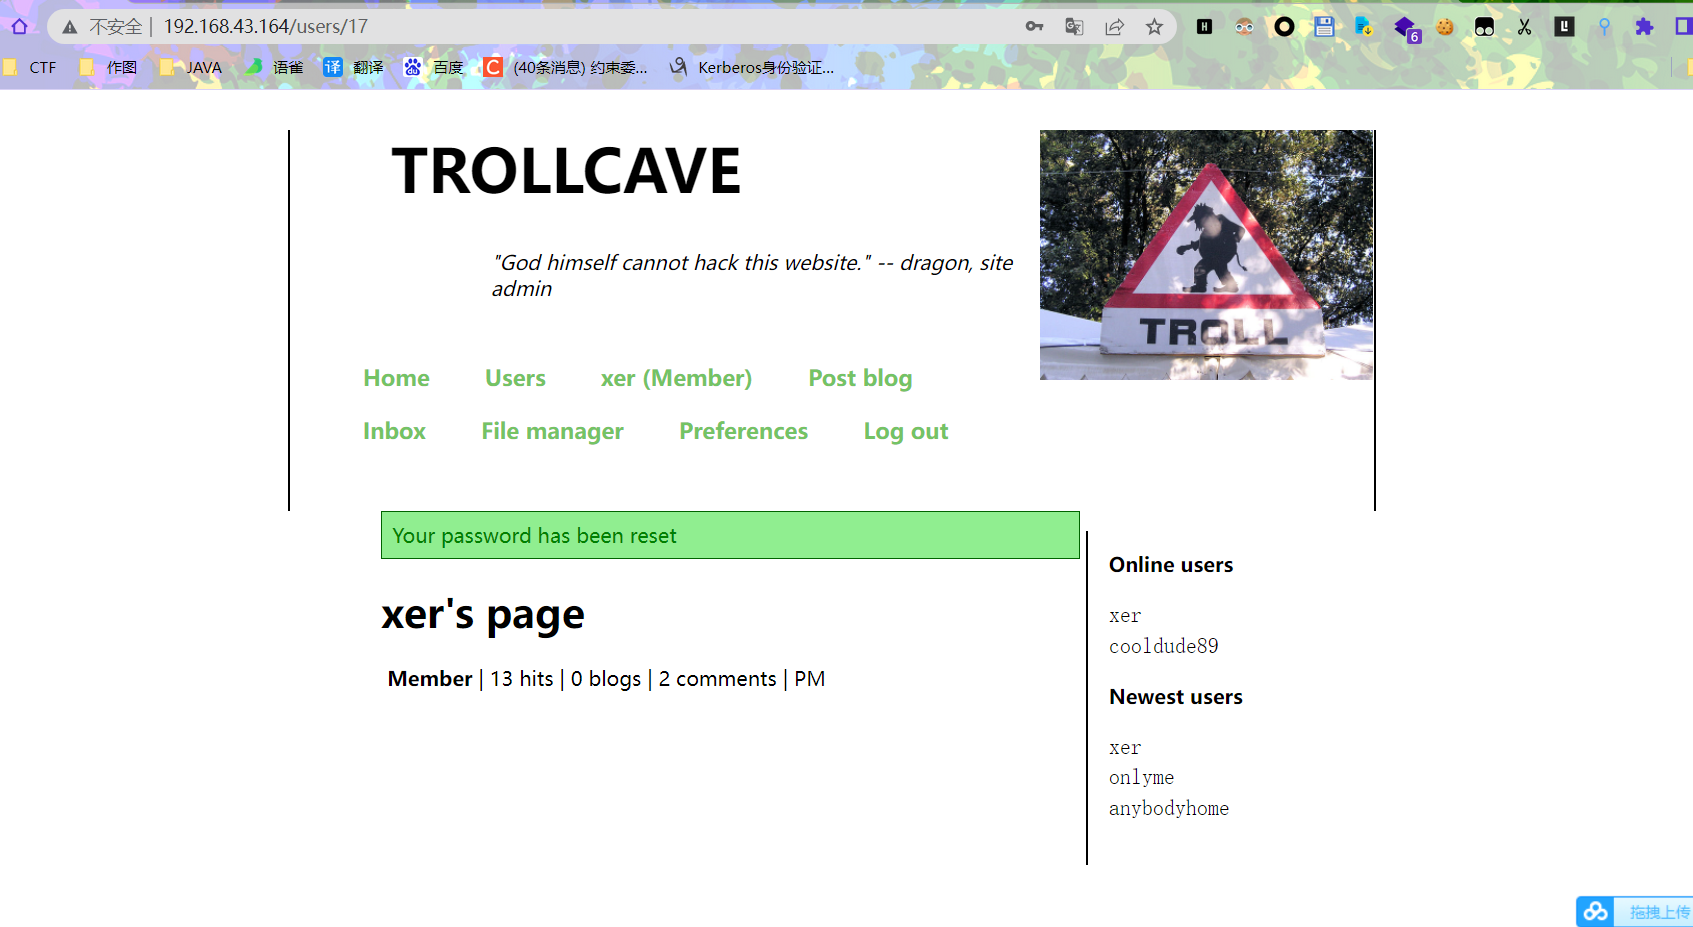 不安全 | 192.168.43.164/users/17
6
CTF 作图 JAVA 语雀 译 翻译 百度 C (40条消息) 约束委... Kerberos身份验证...
TROLLCAVE
"God himself cannot hack this website." -- dragon, site
admin
TROLL
Home Users xer (Member) Post blog
Inbox File manager Preferences Log out
Your password has been reset
xer's page
Member | 13 hits | 0 blogs | 2 comments | PM
Online users
xer
cooldude89
Newest users
xer
onlyme
anybodyhome
拖拽上传